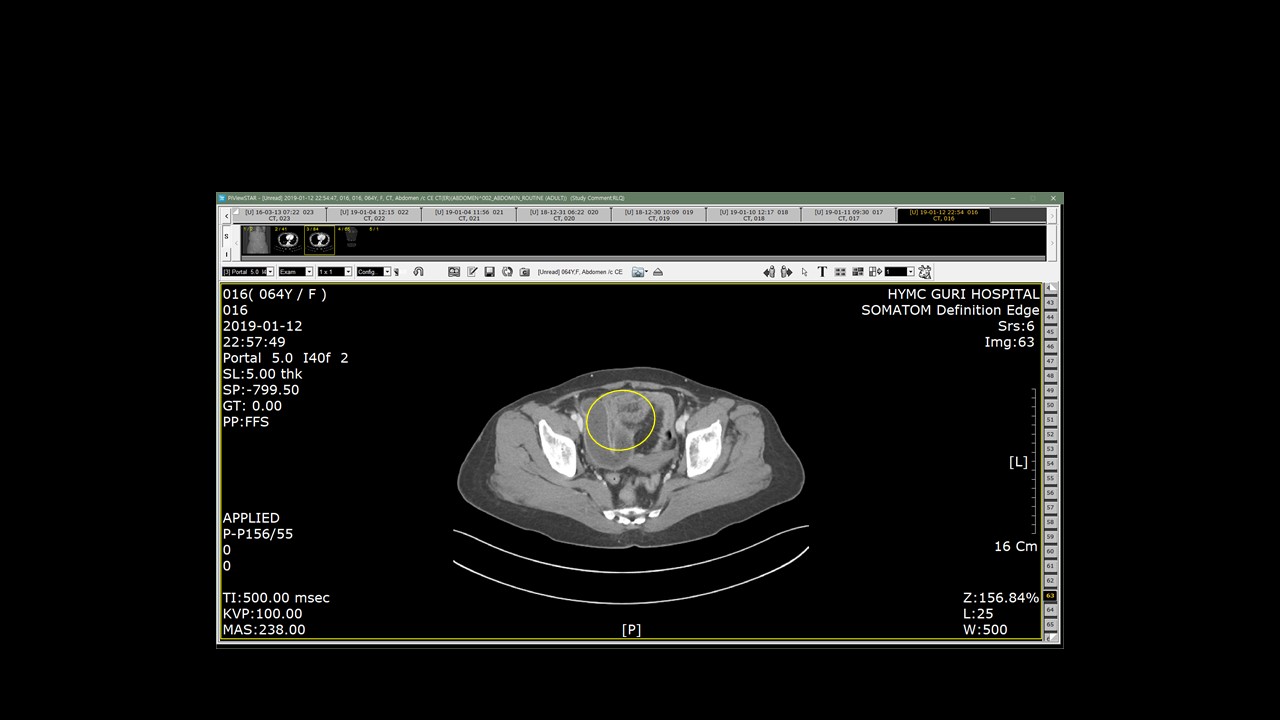 PiViewSTAR - [Unread] 2019-01-12 22:54:47, 016, 016, 064Y, F, CT, Abdomen /c CE CT(ER)(ABDOMEN^002_ABDOMEN_ROUTINE (ADULT)) (Study Comment:RLQ)
[U] 16-03-13 07:22 023 [U] 19-01-04 12:15 022 [U] 19-01-04 11:56 021 [U] 18-12-31 06:22 020 [U] 18-12-30 10:09 019 [U] 19-01-10 12:17 018 [U] 19-01-11 09:30 017 [U] 19-01-12 22:54 016
CT, 023 CT, 022 CT, 021 CT, 020 CT, 019 CT, 018 CT, 017 CT, 016
S
I
[3] Portal 5.0 Exam 1 x 1 Config. [Unread] 064Y,F, Abdomen /c CE T 1
016( 064Y / F )
016
2019-01-12
22:57:49
Portal 5.0 I40f 2
SL:5.00 thk
SP:-799.50
GT: 0.00
PP:FFS
HYMC GURI HOSPITAL
SOMATOM Definition Edge
Srs:6
Img:63
[L]
16 Cm
APPLIED
P-P156/55
0
0
TI:500.00 msec
KVP:100.00
MAS:238.00
[P]
Z:156.84%
L:25
W:500
43
44
45
46
47
48
49
50
51
52
53
54
55
56
57
58
59
60
61
62
63
64
65